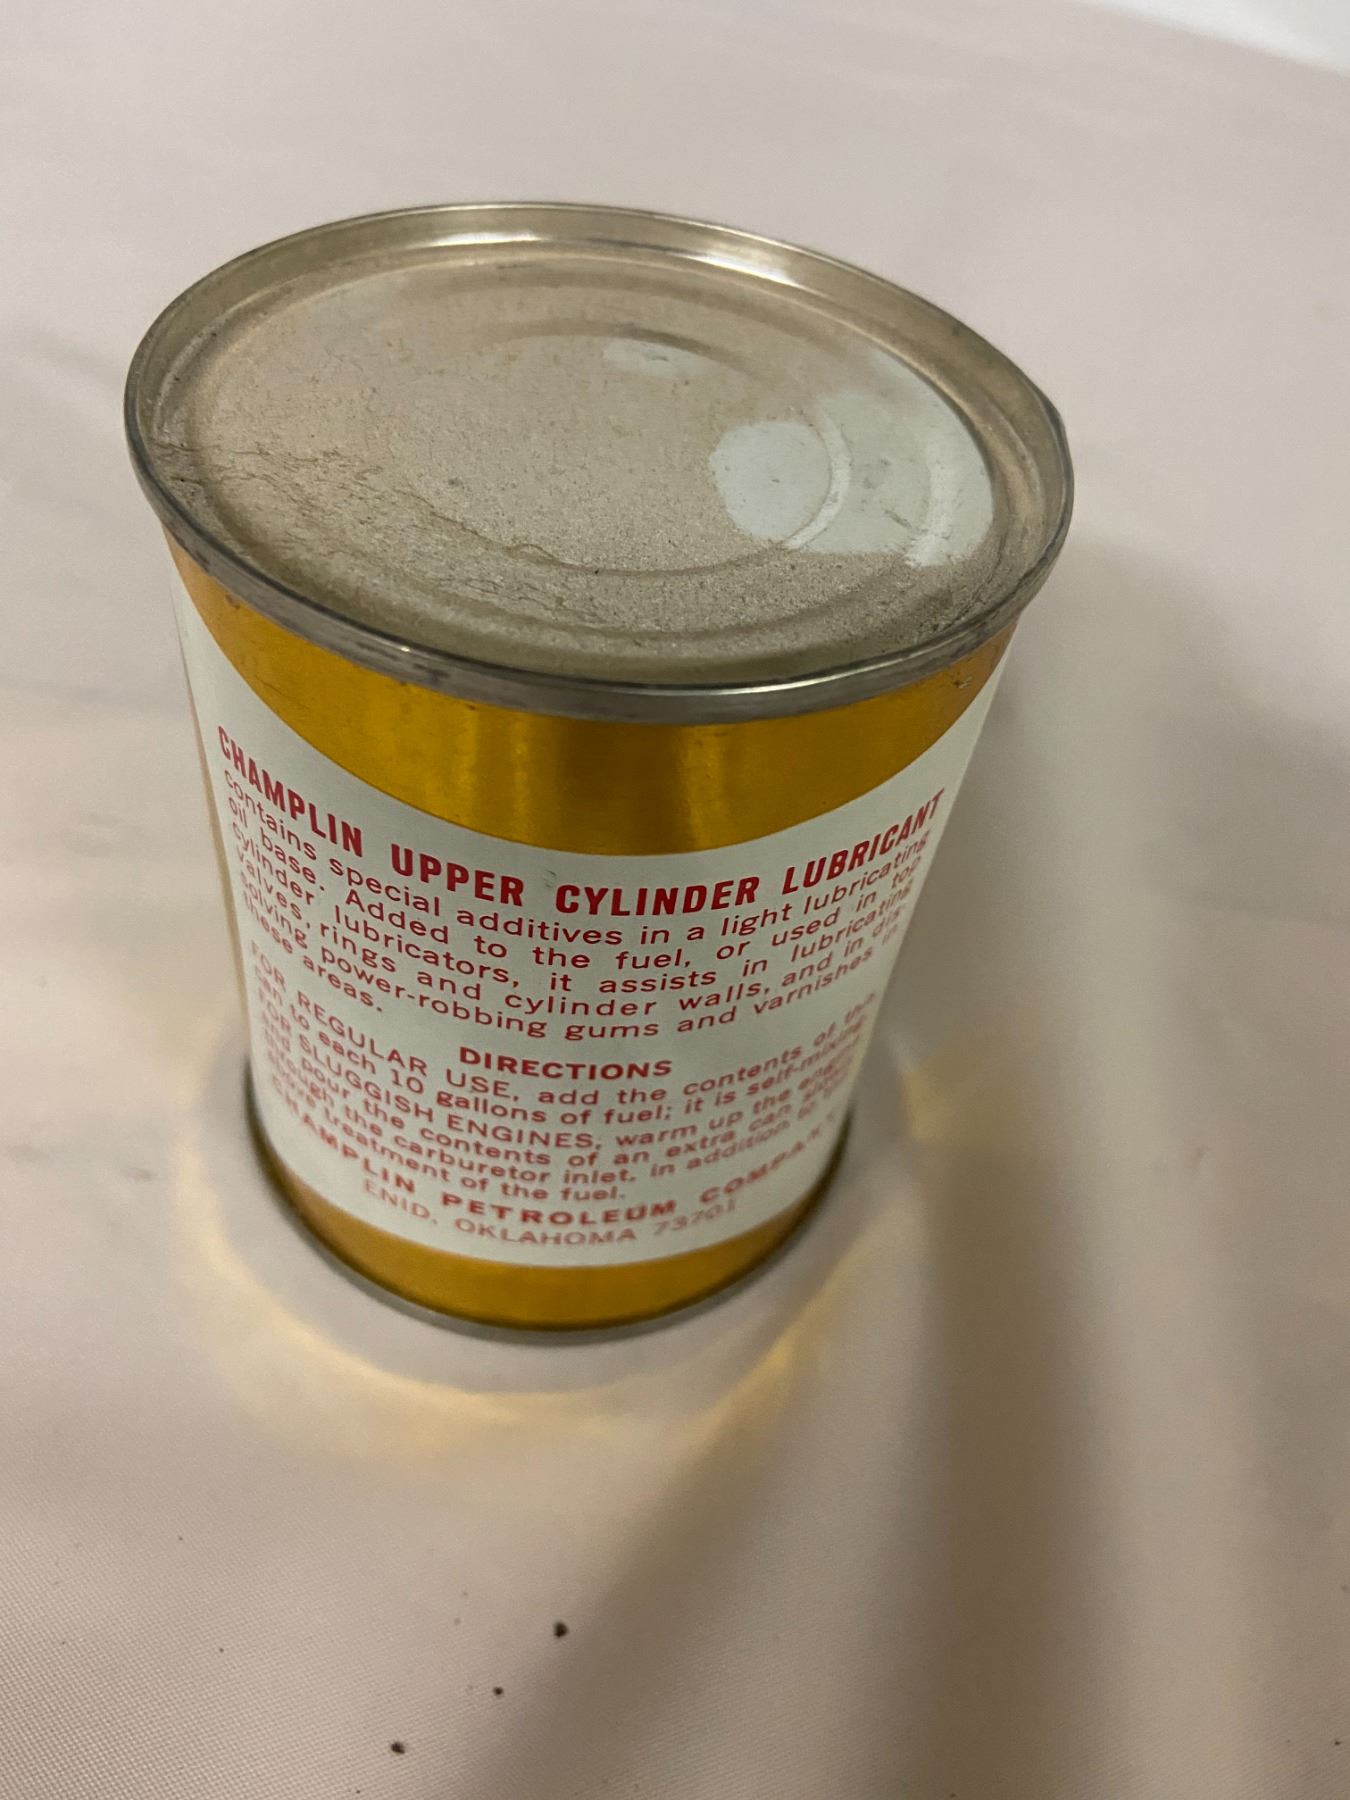 CHAMPLIN UPPER CYLINDER LUBRICANT
contains special additives in a light lubricating
oil base. Added to the fuel, or used in top
cylinder lubricators, it assists in lubricating
valves, rings and cylinder walls, and in dis-
solving power-robbing gums and varnishes in
these areas.
DIRECTIONS
FOR REGULAR USE, add the contents of this
can to each 10 gallons of fuel; it is self-mixing.
FOR SLUGGISH ENGINES, warm up the engine
and pour the contents of an extra can slowly
through the carburetor inlet, in addition to
above treatment of the fuel.
CHAMPLIN PETROLEUM COMPANY
ENID, OKLAHOMA 73701